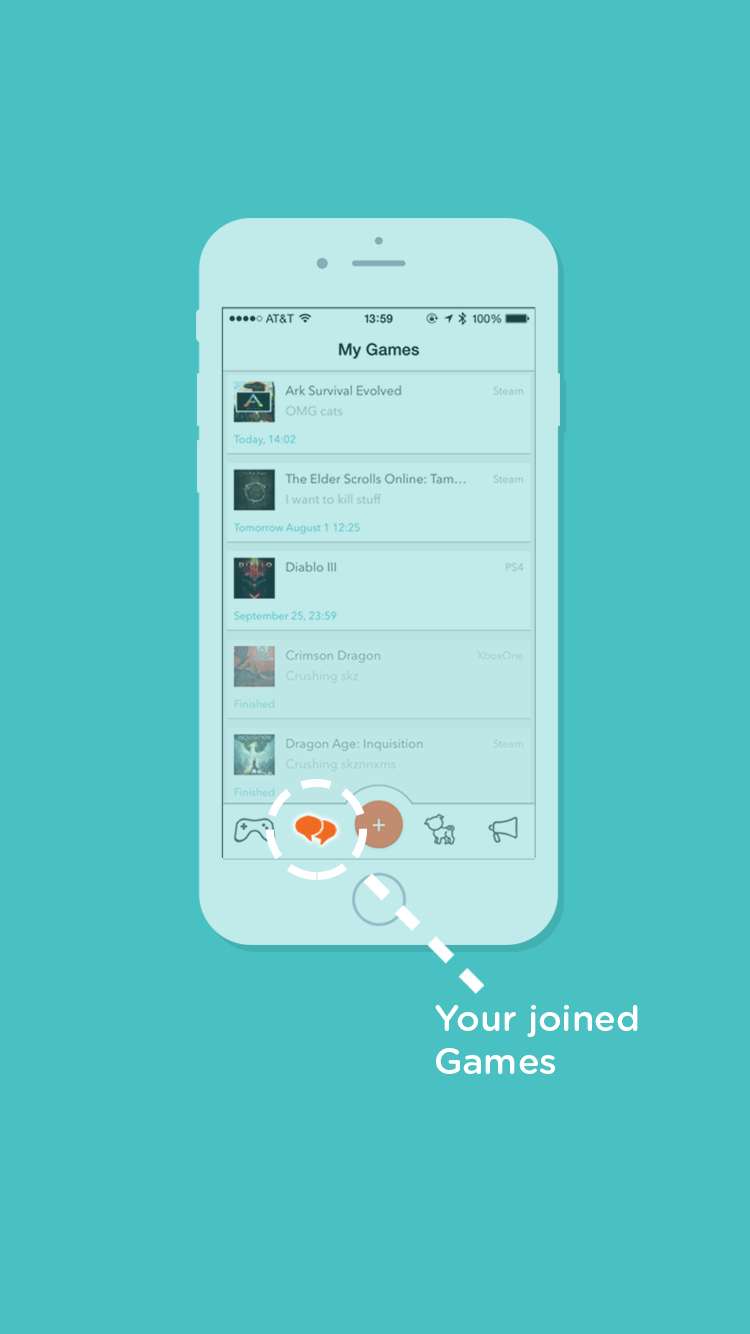 AT&T 13:59 100%
My Games
Ark Survival Evolved Steam
OMG cats
Today, 14:02
The Elder Scrolls Online: Tam... Steam
I want to kill stuff
Tomorrow August 1 12:25
Diablo III PS4
September 25, 23:59
Crimson Dragon XboxOne
Crushing skz
Finished
INQUISITION
Dragon Age: Inquisition Steam
Crushing skznnxms
Finished
+
Your joined
Games